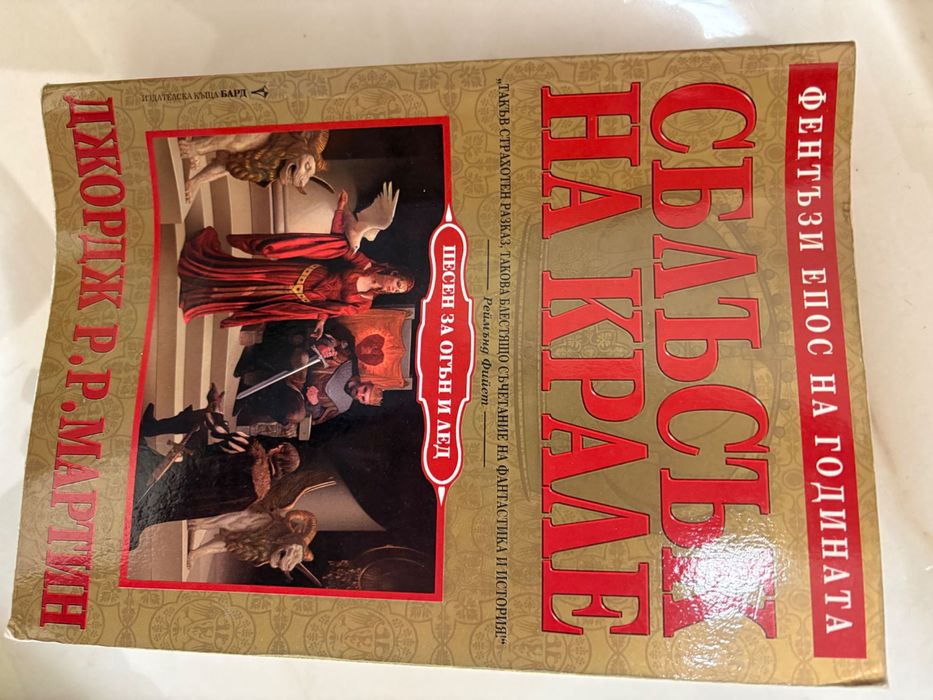 ФЕНТЪЗИ ЕПОС НА ГОДИНАТА
СБЛЪСЪК
НА КРАЛЕ
„ТАКЪВ СТРАХОТЕН РАЗКАЗ, ТАКОВА БЛЕСТЯЩО СЪЧЕТАНИЕ НА ФАНТАСТИКА И ИСТОРИЯ!“
Реймънд Фийст
ПЕСЕН ЗА ОГЪН И ЛЕД
ИЗДАТЕЛСКА КЪЩА БАРД
ДЖОРДЖ Р. Р. МАРТИН